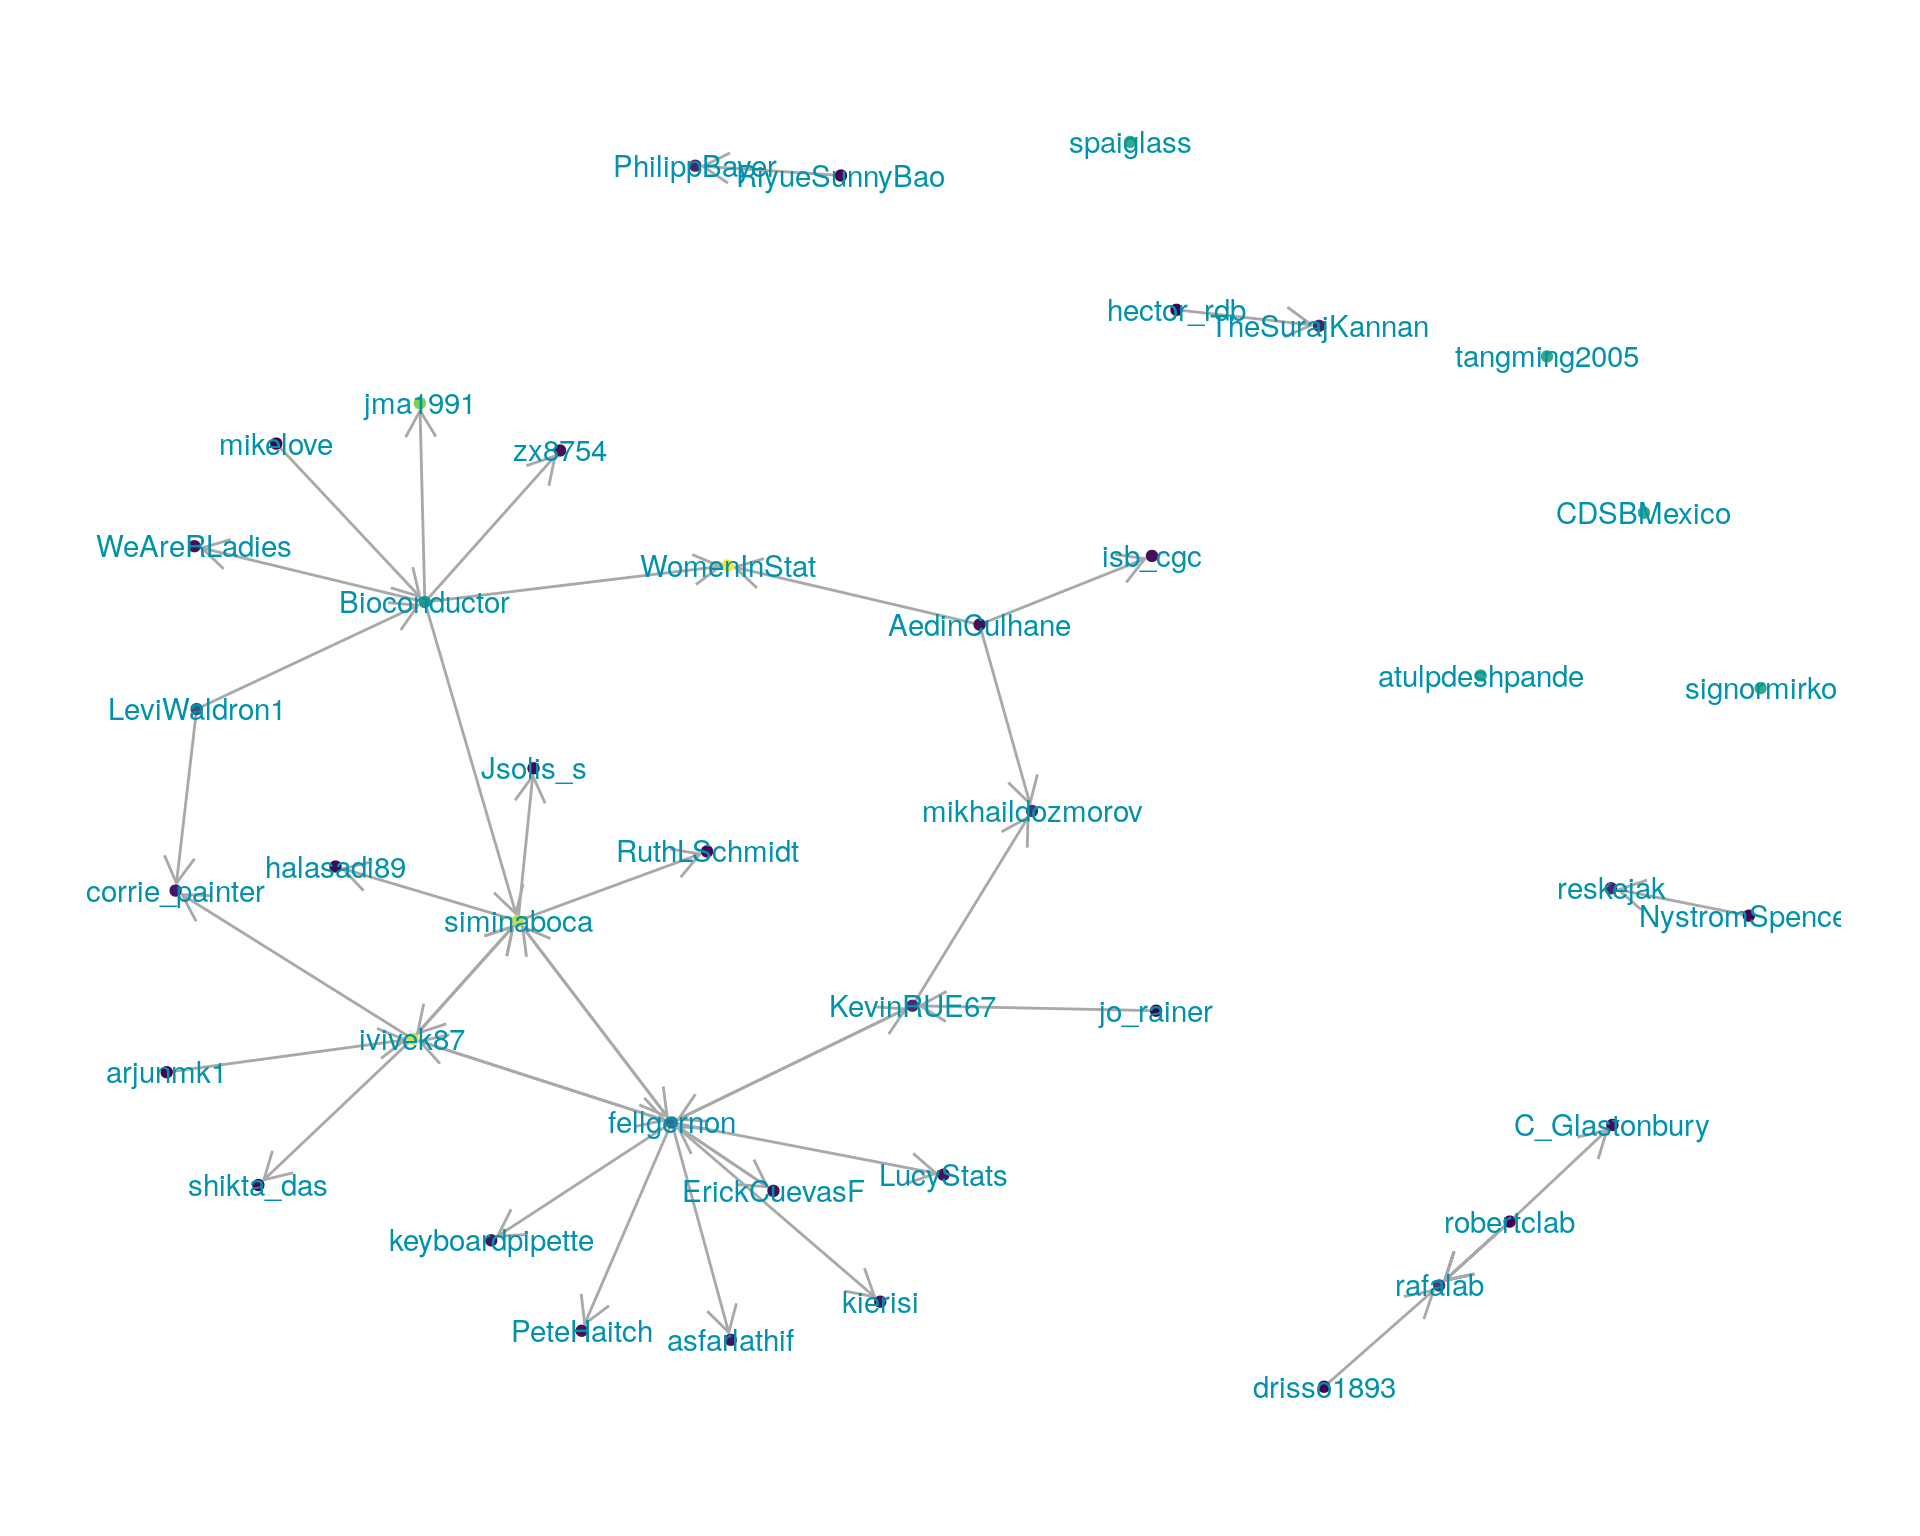 spaiglass
PhilippBayer
RiyueSunnyBao
hector_rdb
TheSurajKannan
tangming2005
jma1991
mikelove
zx8754
CDSBMexico
WeAreRLadies
WomenInStat
isb_cgc
Bioconductor
AedinCulhane
atulpdeshpande
signormirko
LeviWaldron1
Jsolis_s
mikhaildozmorov
RuthLSchmidt
halasadi89
corrie_painter
reskejak
NystromSpence
siminaboca
KevinRUE67
jo_rainer
ivivek87
arjunmk1
fellgernon
C_Glastonbury
LucyStats
shikta_das
ErickCuevasF
robertclab
keyboardpipette
rafalab
kierisi
PeteHaitch
asfarlathif
drisso1893